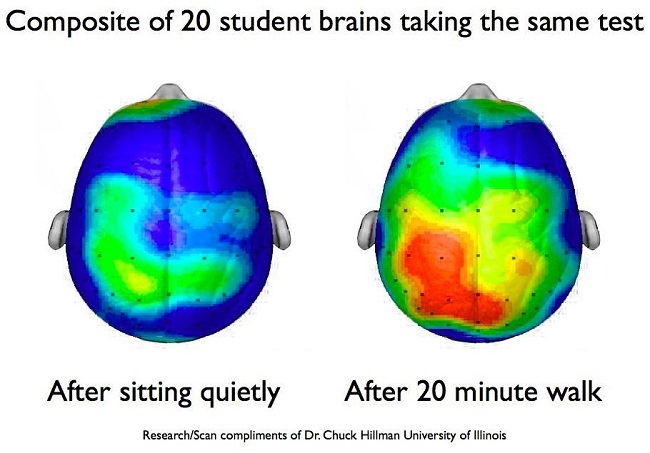 Composite of 20 student brains taking the same test
After sitting quietly
After 20 minute walk
Research/Scan compliments of Dr. Chuck Hillman University of Illinois